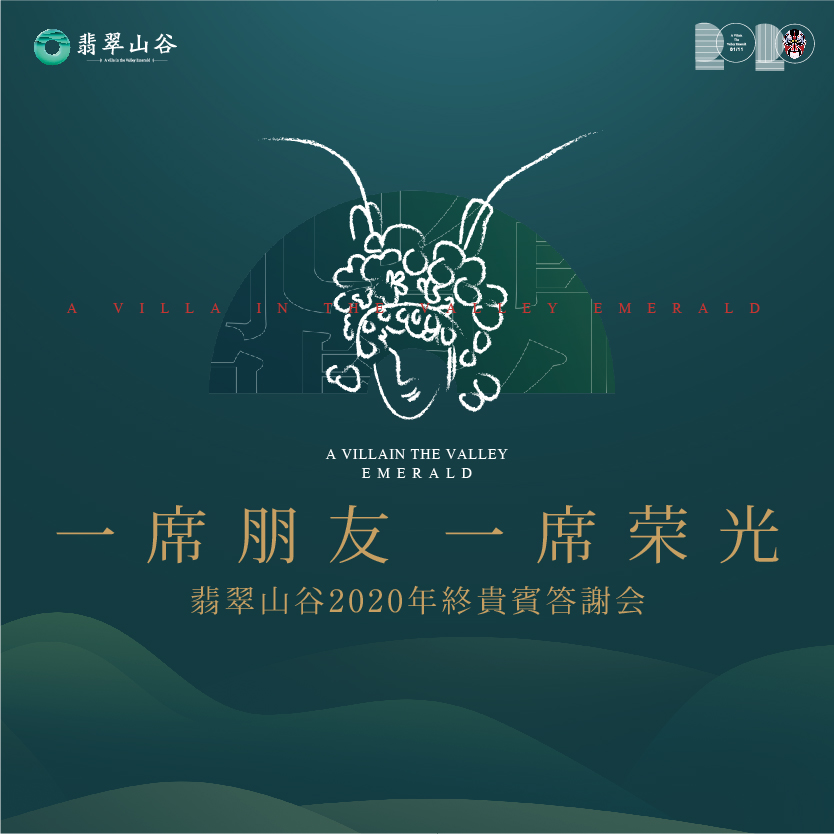 翡翠山谷
A villa in the Valley Emerald
A Villain
The
Valley Emerald
01/11
A VILLA IN THE VALLEY EMERALD
A VILLAIN THE VALLEY
EMERALD
一席朋友 一席荣光
翡翠山谷2020年終貴賓答謝会